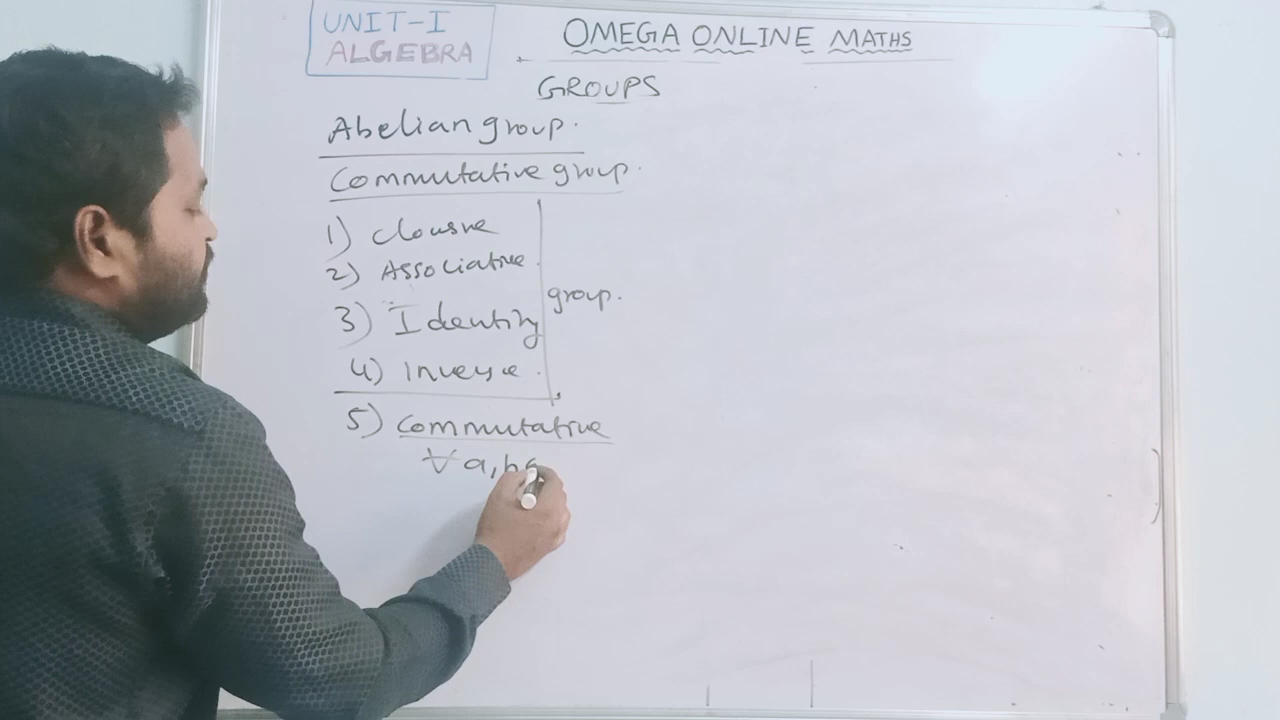 UNIT-I
ALGEBRA
OMEGA ONLINE MATHS
GROUPS
Abelian group.
Commutative group.
1) Clousre
2) Associative.
3) Identity
group.
4) Inverse.
5) Commutative
∀ a, b ∈